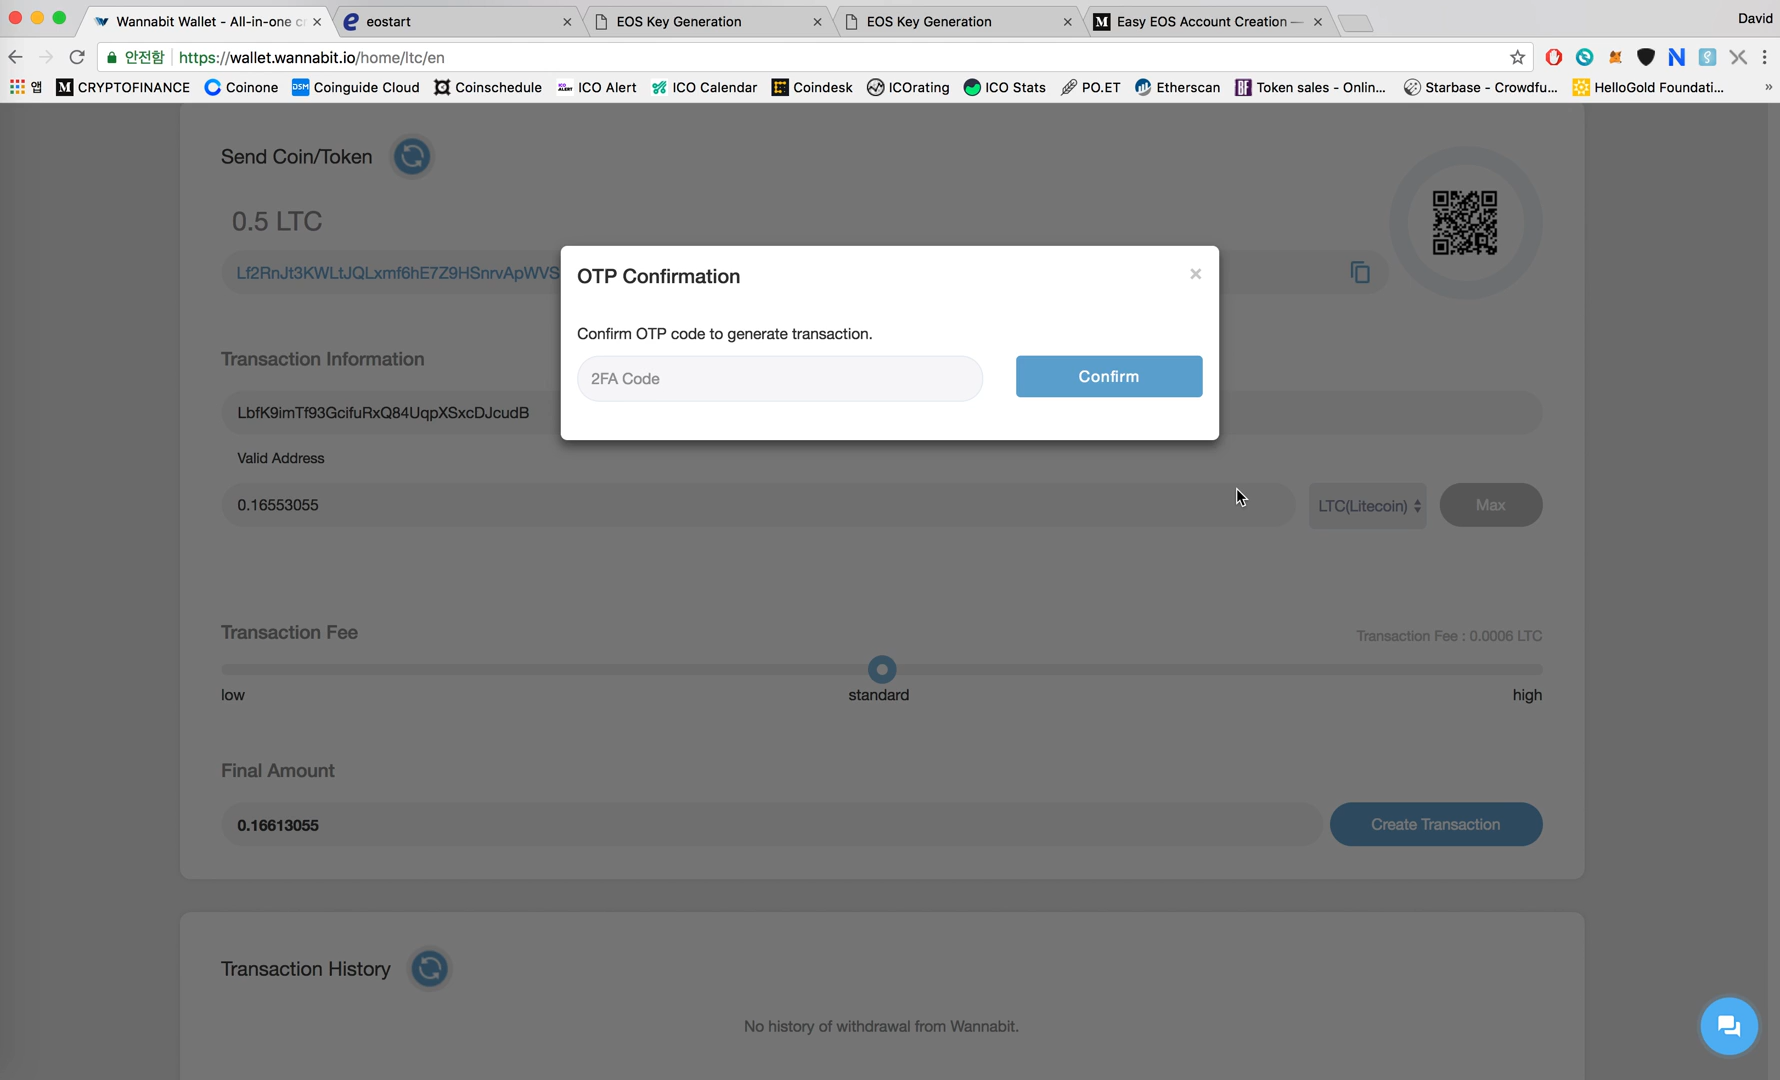 Wannabit Wallet - All-in-one c
eostart
EOS Key Generation
EOS Key Generation
Easy EOS Account Creation —
David
안전함
https://wallet.wannabit.io/home/ltc/en
앱
CRYPTOFINANCE
Coinone
Coinguide Cloud
Coinschedule
ICO Alert
ICO Calendar
Coindesk
ICOrating
ICO Stats
PO.ET
Etherscan
Token sales - Onlin...
Starbase - Crowdfu...
HelloGold Foundati...
»
Send Coin/Token
0.5 LTC
Lf2RnJt3KWLtJQLxmf6hE7Z9HSnrvApWVS
OTP Confirmation
×
Confirm OTP code to generate transaction.
2FA Code
Confirm
Transaction Information
LbfK9imTf93GcifuRxQ84UqpXSxcDJcudB
Valid Address
0.16553055
LTC(Litecoin)
Max
Transaction Fee
Transaction Fee : 0.0006 LTC
low
standard
high
Final Amount
0.16613055
Create Transaction
Transaction History
No history of withdrawal from Wannabit.